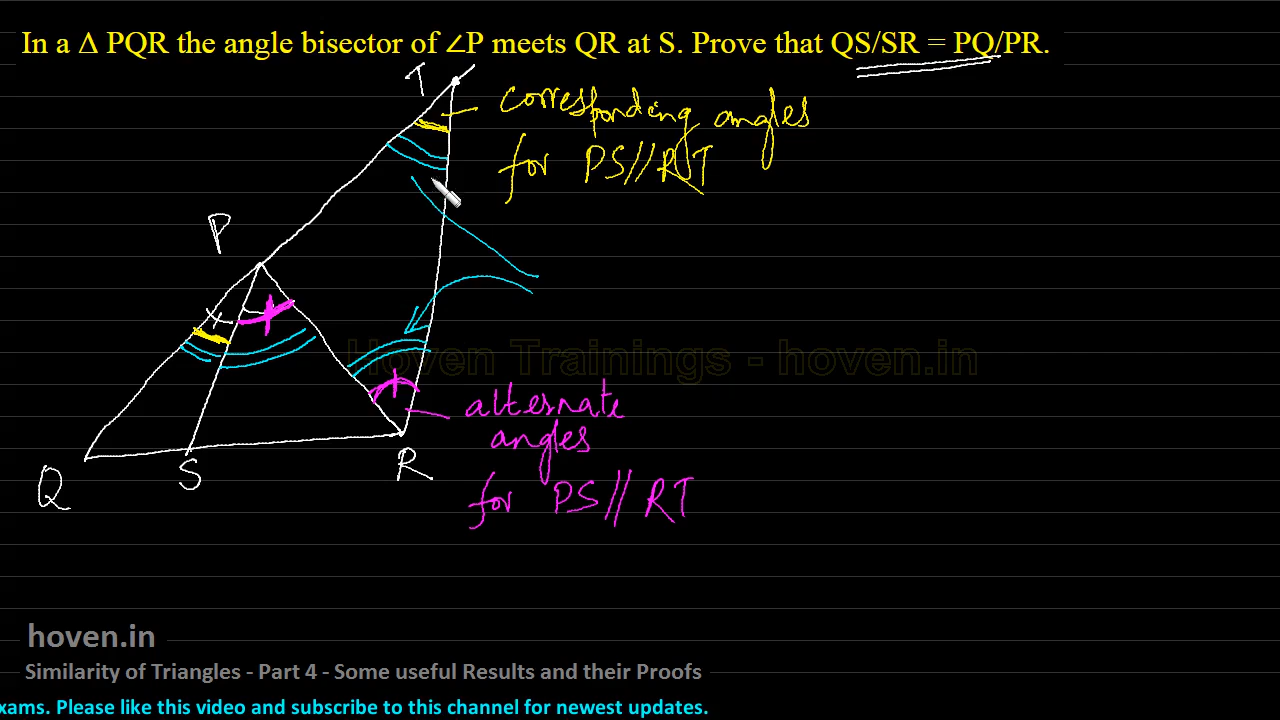 In a Δ PQR the angle bisector of ∠P meets QR at S. Prove that QS/SR = PQ/PR.
T
corresponding angles
for PS//RT
P
Hoven Trainings - hoven.in
alternate
angles
for PS// RT
Q
S
R
hoven.in
Similarity of Triangles - Part 4 - Some useful Results and their Proofs
xams. Please like this video and subscribe to this channel for newest updates.